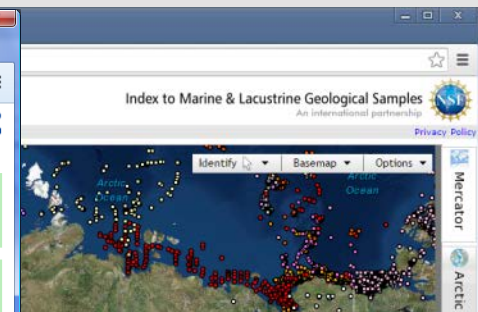 Index to Marine & Lacustrine Geological Samples
An international partnership
NSF
Privacy Policy
Identify
Basemap
Options
Arctic
Ocean
Arctic
Ocean
Mercator
Arctic